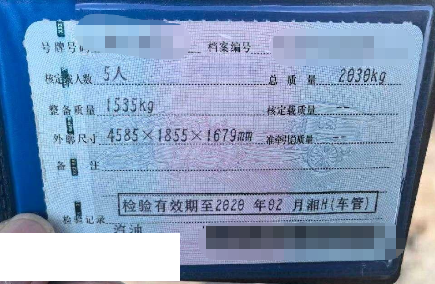 号牌号码 档案编号
核定载人数 5人 总质量 2030kg
整备质量 1535kg 核定载质量 --
外廓尺寸 4585×1855×1679mm 准牵引总质量 --
备注
检验有效期至2020年02月湘H(车管)
检验记录
汽油